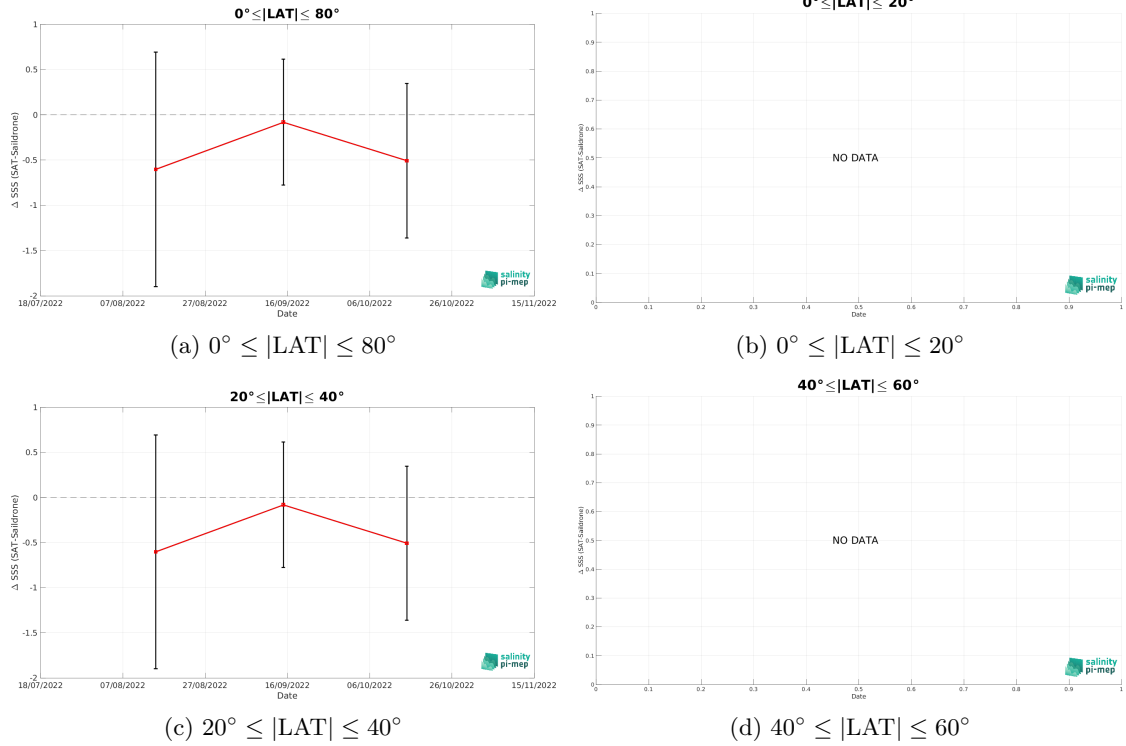 0°≤|LAT|≤ 80°
1
0.5
0
-0.5
-1
-1.5
-2
Δ SSS (SAT-Saildrone)
18/07/2022 07/08/2022 27/08/2022 16/09/2022 06/10/2022 26/10/2022 15/11/2022
Date
salinity
pi-mep
(a) 0° ≤ |LAT| ≤ 80°
0°≤|LAT|≤ 20°
1
0.9
0.8
0.7
0.6
0.5
0.4
0.3
0.2
0.1
0
Δ SSS (SAT-Saildrone)
NO DATA
0 0.1 0.2 0.3 0.4 0.5 0.6 0.7 0.8 0.9 1
Date
salinity
pi-mep
(b) 0° ≤ |LAT| ≤ 20°
20°≤|LAT|≤ 40°
1
0.5
0
-0.5
-1
-1.5
-2
Δ SSS (SAT-Saildrone)
18/07/2022 07/08/2022 27/08/2022 16/09/2022 06/10/2022 26/10/2022 15/11/2022
Date
salinity
pi-mep
(c) 20° ≤ |LAT| ≤ 40°
40°≤|LAT|≤ 60°
1
0.9
0.8
0.7
0.6
0.5
0.4
0.3
0.2
0.1
0
Δ SSS (SAT-Saildrone)
NO DATA
0 0.1 0.2 0.3 0.4 0.5 0.6 0.7 0.8 0.9 1
Date
salinity
pi-mep
(d) 40° ≤ |LAT| ≤ 60°